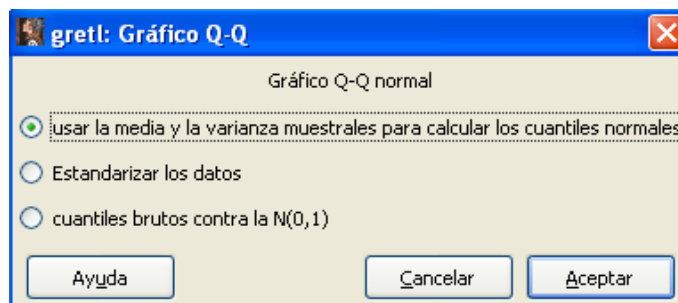 gretl: Gráfico Q-Q
Gráfico Q-Q normal
usar la media y la varianza muestrales para calcular los cuantiles normales
Estandarizar los datos
cuantiles brutos contra la N(0,1)
Ayuda Cancelar Aceptar